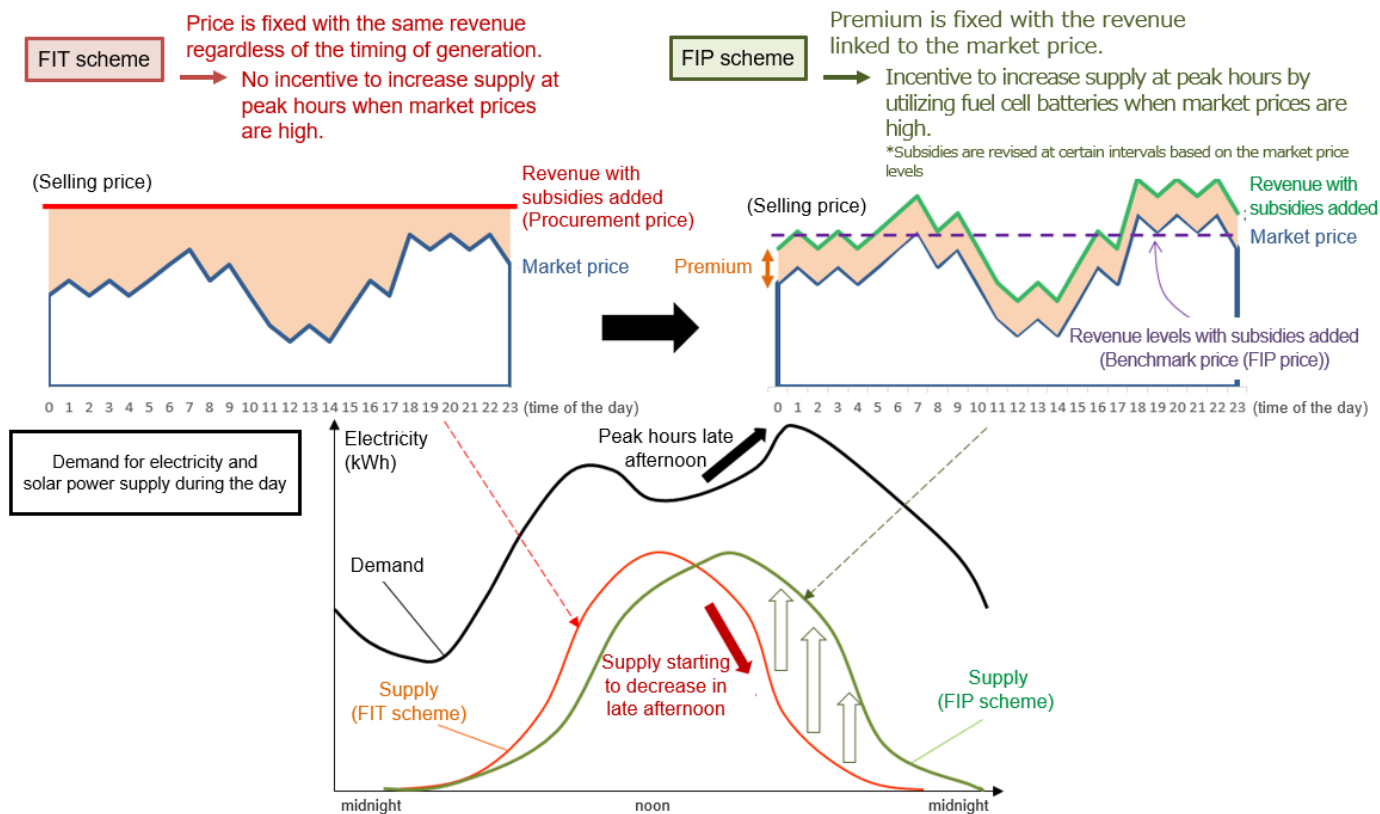 FIT scheme
Price is fixed with the same revenue
regardless of the timing of generation.
No incentive to increase supply at
peak hours when market prices
are high.
FIP scheme
Premium is fixed with the revenue
linked to the market price.
Incentive to increase supply at peak hours by
utilizing fuel cell batteries when market prices are
high.
*Subsidies are revised at certain intervals based on the market price
levels
(Selling price)
Revenue with
subsidies added
(Procurement price)
Market price
0 1 2 3 4 5 6 7 8 9 10 11 12 13 14 15 16 17 18 19 20 21 22 23 (time of the day)
(Selling price)
Premium
Revenue with
subsidies added
Market price
Revenue levels with subsidies added
(Benchmark price (FIP price))
0 1 2 3 4 5 6 7 8 9 10 11 12 13 14 15 16 17 18 19 20 21 22 23 (time of the day)
Demand for electricity and
solar power supply during the day
Electricity
(kWh)
Peak hours late
afternoon
Demand
Supply
(FIT scheme)
Supply starting
to decrease in
late afternoon
Supply
(FIP scheme)
midnight
noon
midnight